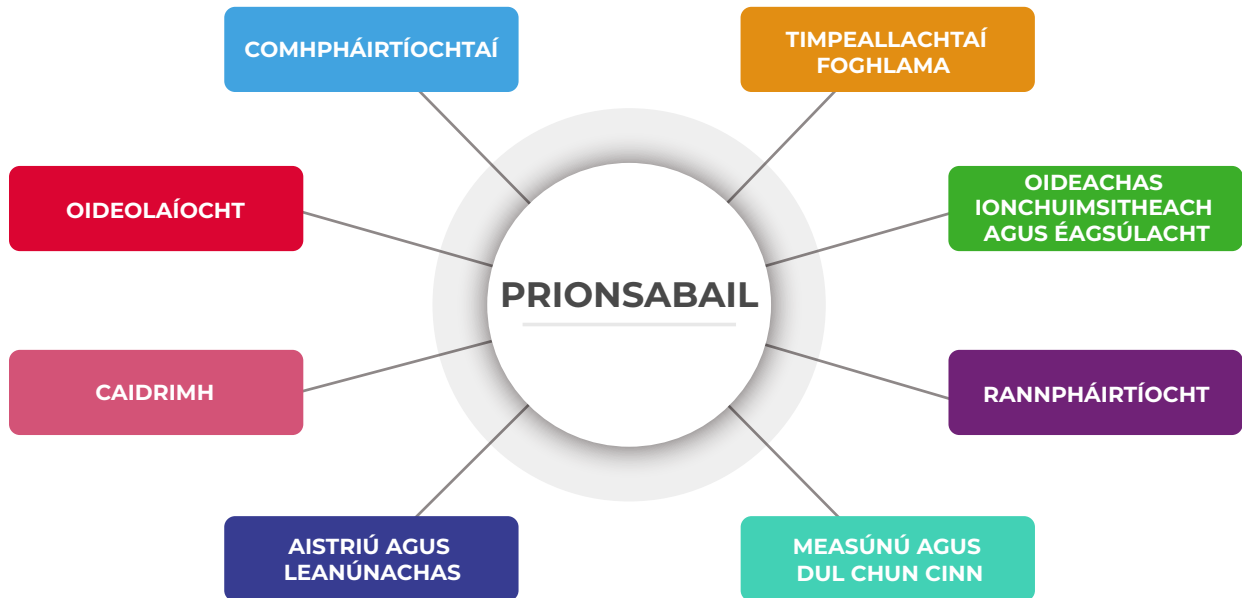 COMHPHÁIRTÍOCHTAÍ
TIMPEALLACHTAÍ
FOGHLAMA
OIDEOLAÍOCHT
OIDEACHAS
IONCHUIMSITHEACH
AGUS ÉAGSÚLACHT
PRIONSABAIL
CAIDRIMH
RANNPHÁIRTÍOCHT
AISTRIÚ AGUS
LEANÚNACHAS
MEASÚNÚ AGUS
DUL CHUN CINN